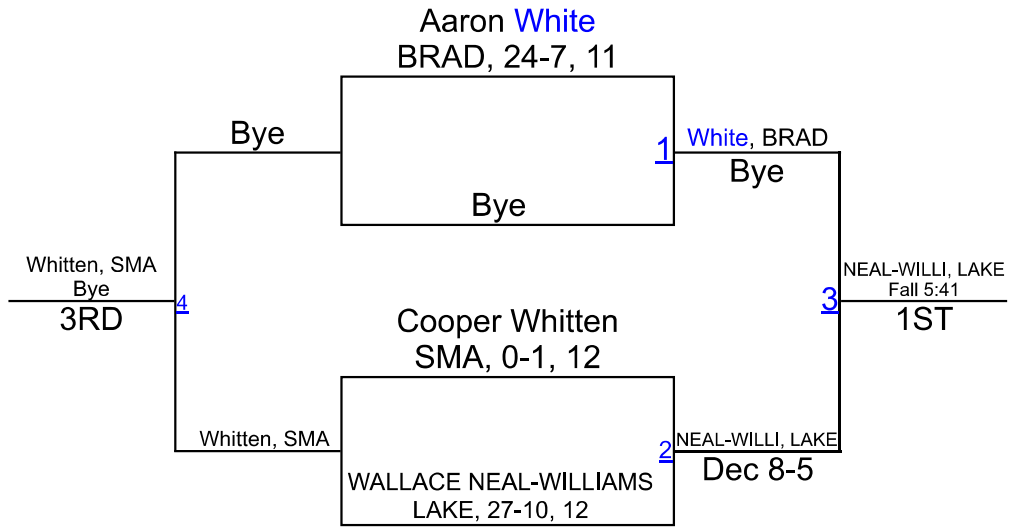 Aaron White
BRAD, 24-7, 11
Bye
1
White, BRAD
Bye
Bye
Whitten, SMA
Bye
3RD
4
NEAL-WILLI, LAKE
Fall 5:41
1ST
3
Cooper Whitten
SMA, 0-1, 12
Whitten, SMA
2
NEAL-WILLI, LAKE
Dec 8-5
WALLACE NEAL-WILLIAMS
LAKE, 27-10, 12